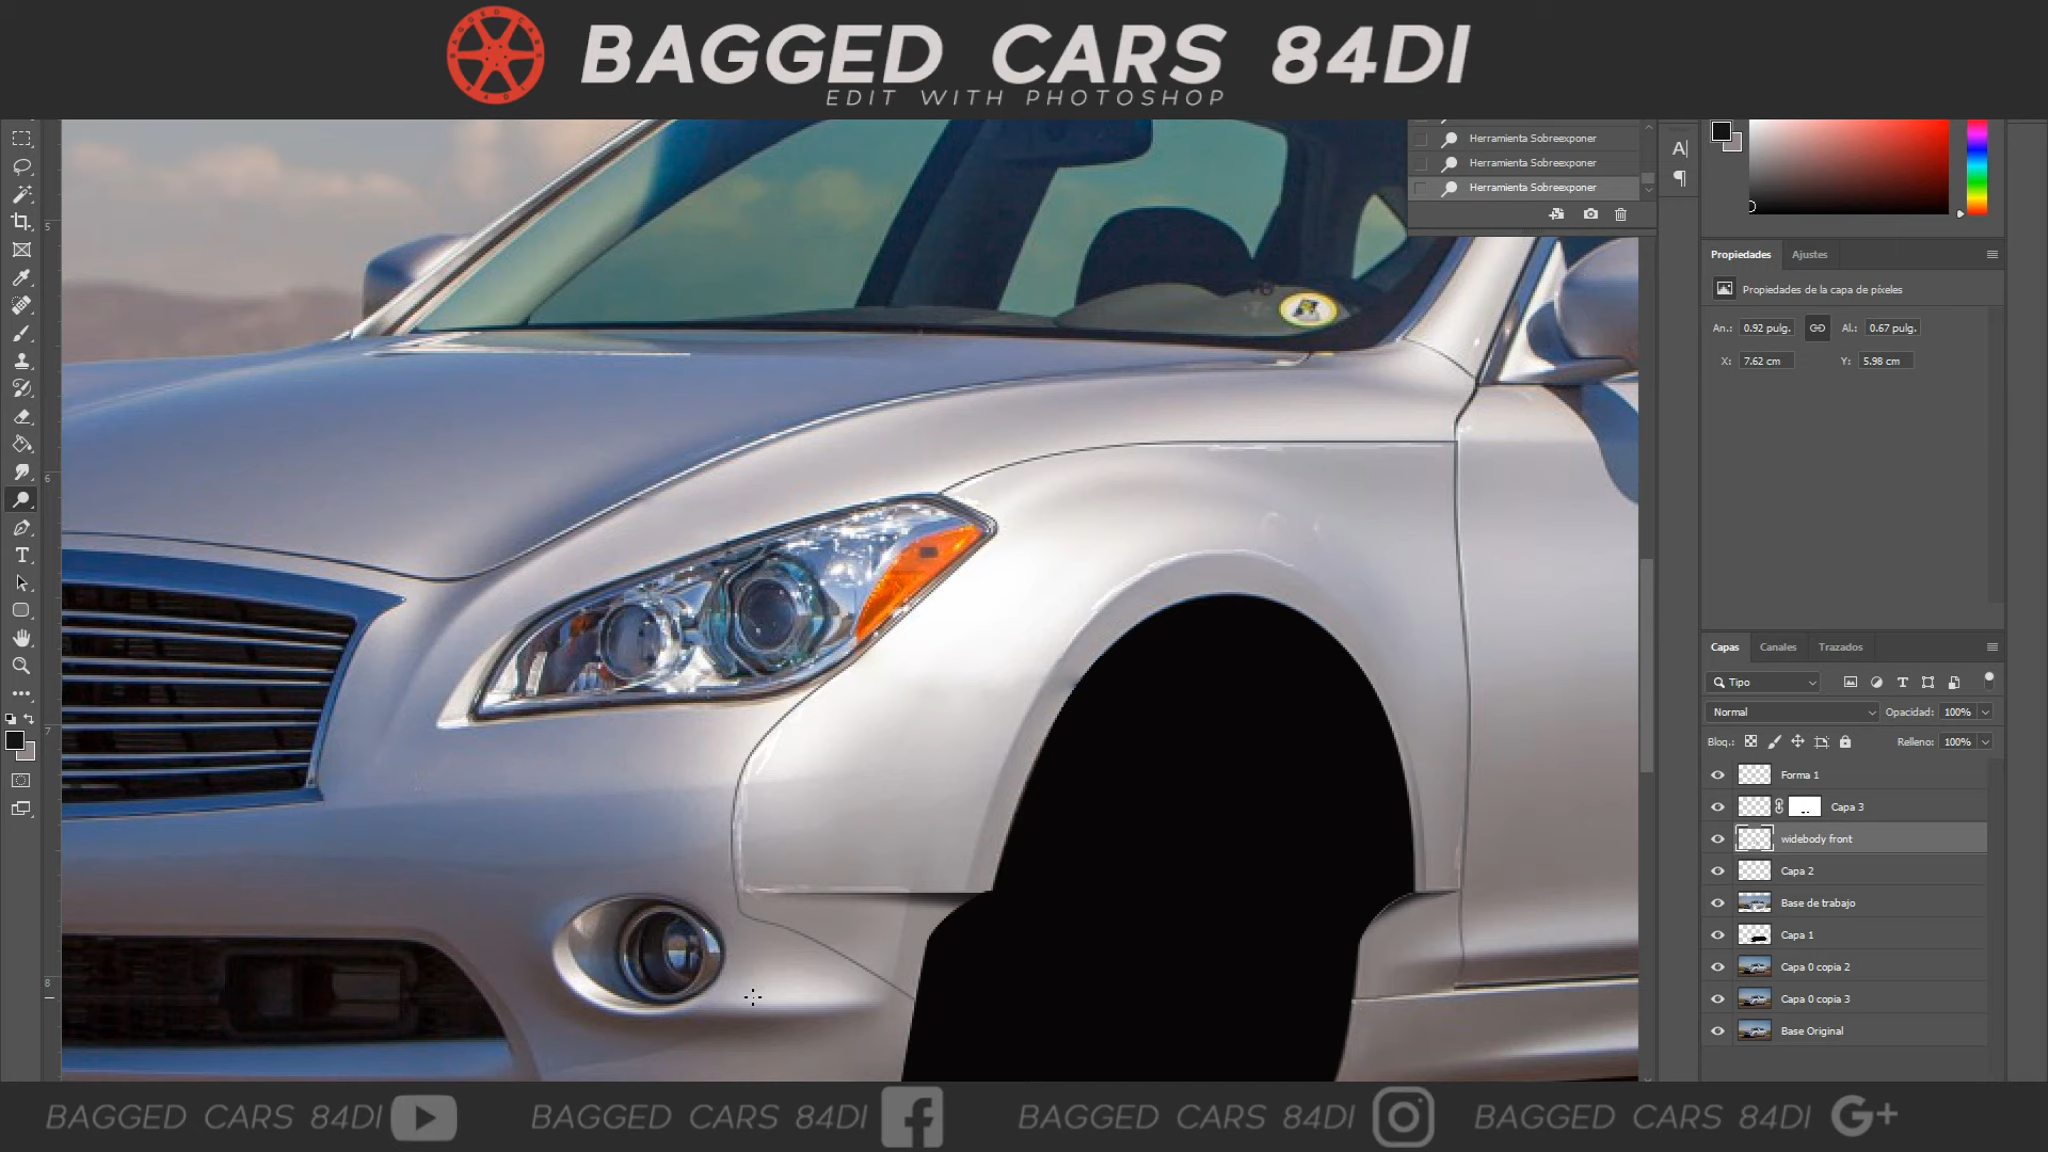 BAGGED CARS 84DI
EDIT WITH PHOTOSHOP
Herramienta Sobreexponer
Herramienta Sobreexponer
Herramienta Sobreexponer
A|
Propiedades
Ajustes
Propiedades de la capa de píxeles
An.: 0.92 pulg.
Al.: 0.67 pulg.
X: 7.62 cm
Y: 5.98 cm
5
6
7
8
T
Capas
Canales
Trazados
Tipo
T
Normal
Opacidad: 100%
Bloq.:
Relleno: 100%
Forma 1
Capa 3
widebody front
Capa 2
Base de trabajo
Capa 1
Capa 0 copia 2
Capa 0 copia 3
Base Original
BAGGED CARS 84DI
BAGGED CARS 84DI
BAGGED CARS 84DI
BAGGED CARS 84DI G+